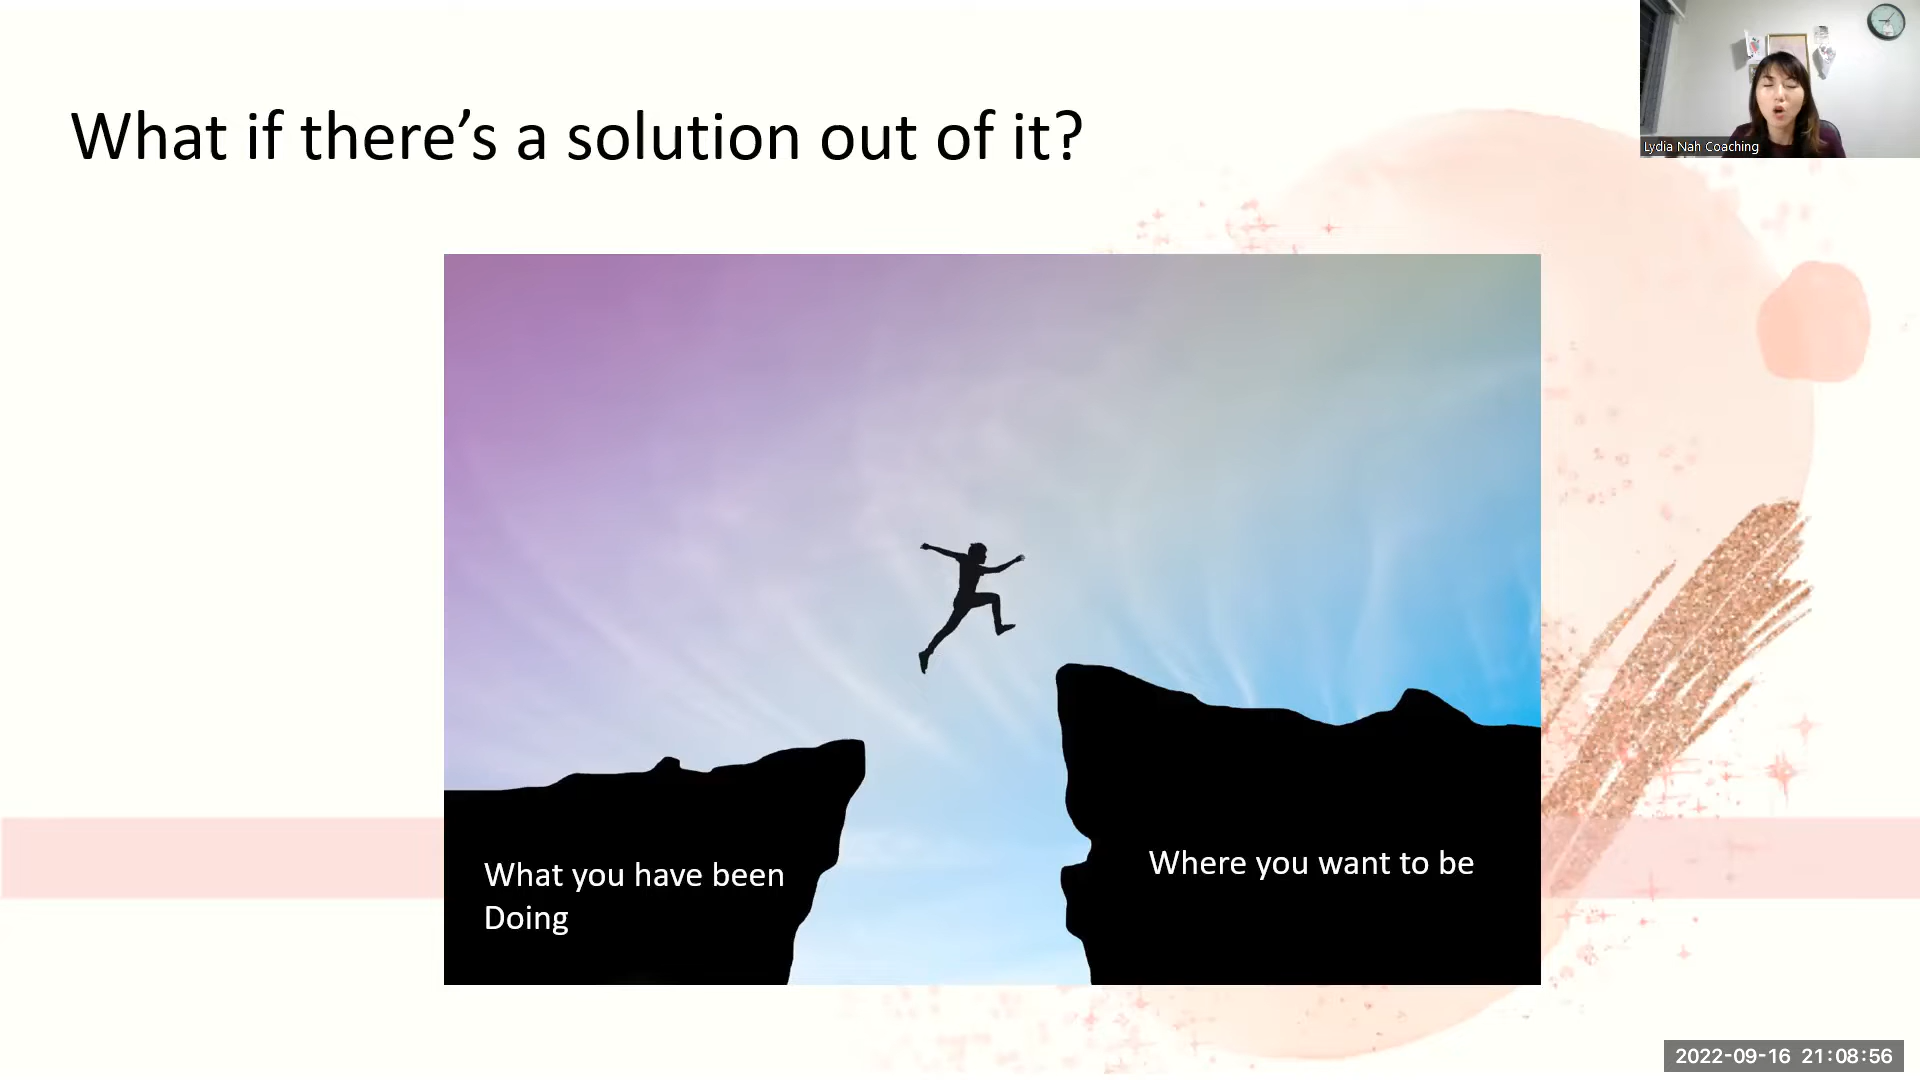 What if there’s a solution out of it?
Lydia Nah Coaching
What you have been
Doing
Where you want to be
2022-09-16 21:08:56